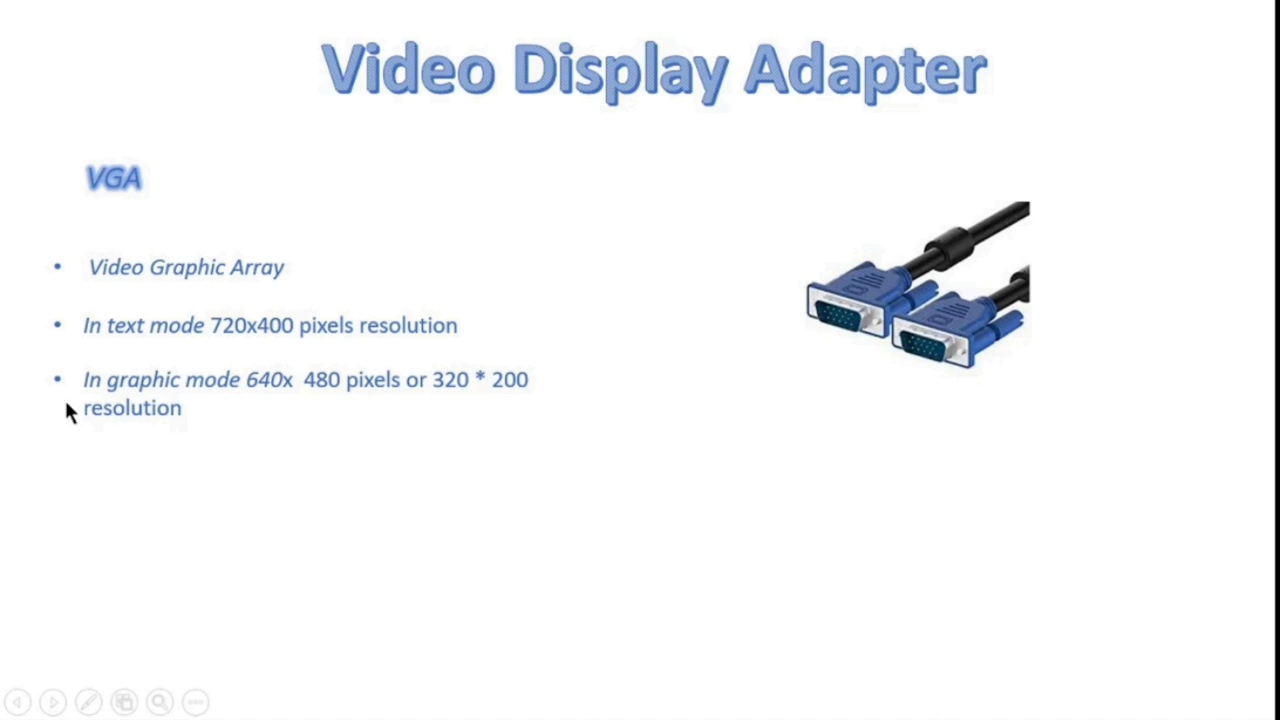 Video Display Adapter
VGA
• Video Graphic Array
• In text mode 720x400 pixels resolution
• In graphic mode 640x 480 pixels or 320 * 200
resolution